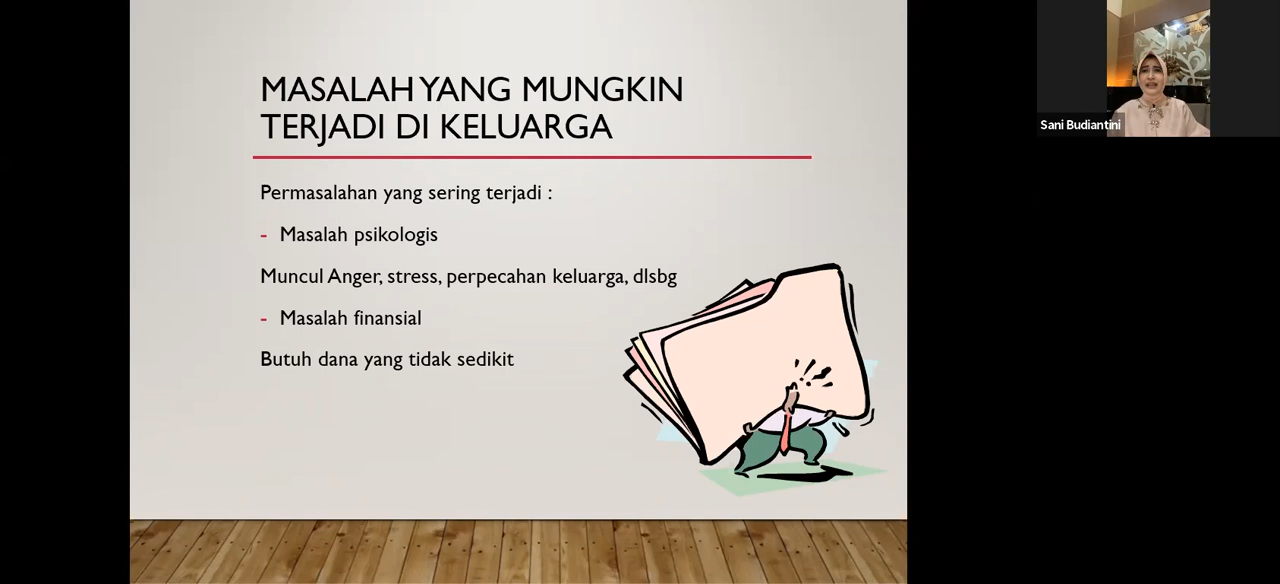 MASALAH YANG MUNGKIN
TERJADI DI KELUARGA
Permasalahan yang sering terjadi :
- Masalah psikologis
Muncul Anger, stress, perpecahan keluarga, dlsbg
- Masalah finansial
Butuh dana yang tidak sedikit
Sani Budiantini